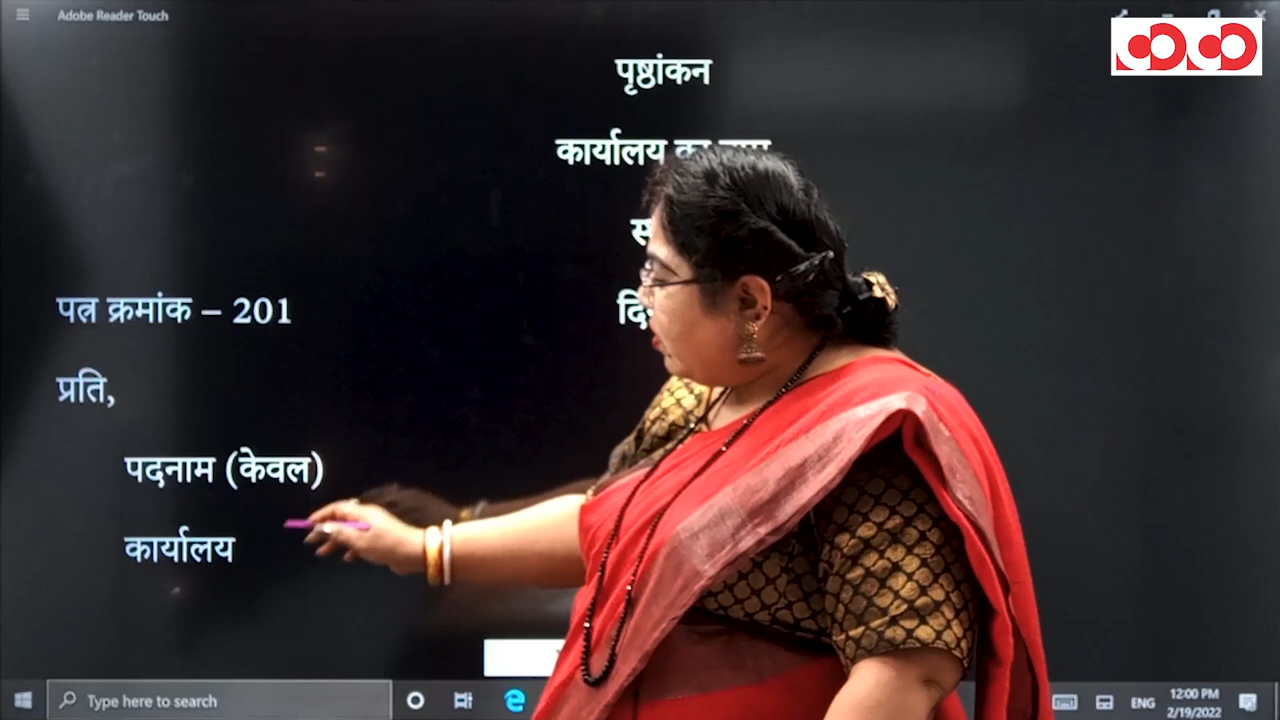 Adobe Reader Touch
पृष्ठांकन
कार्यालय
पत्र क्रमांक – 201
प्रति,
पदनाम (केवल)
कार्यालय
Type here to search
ENG
12:00 PM
2/19/2022